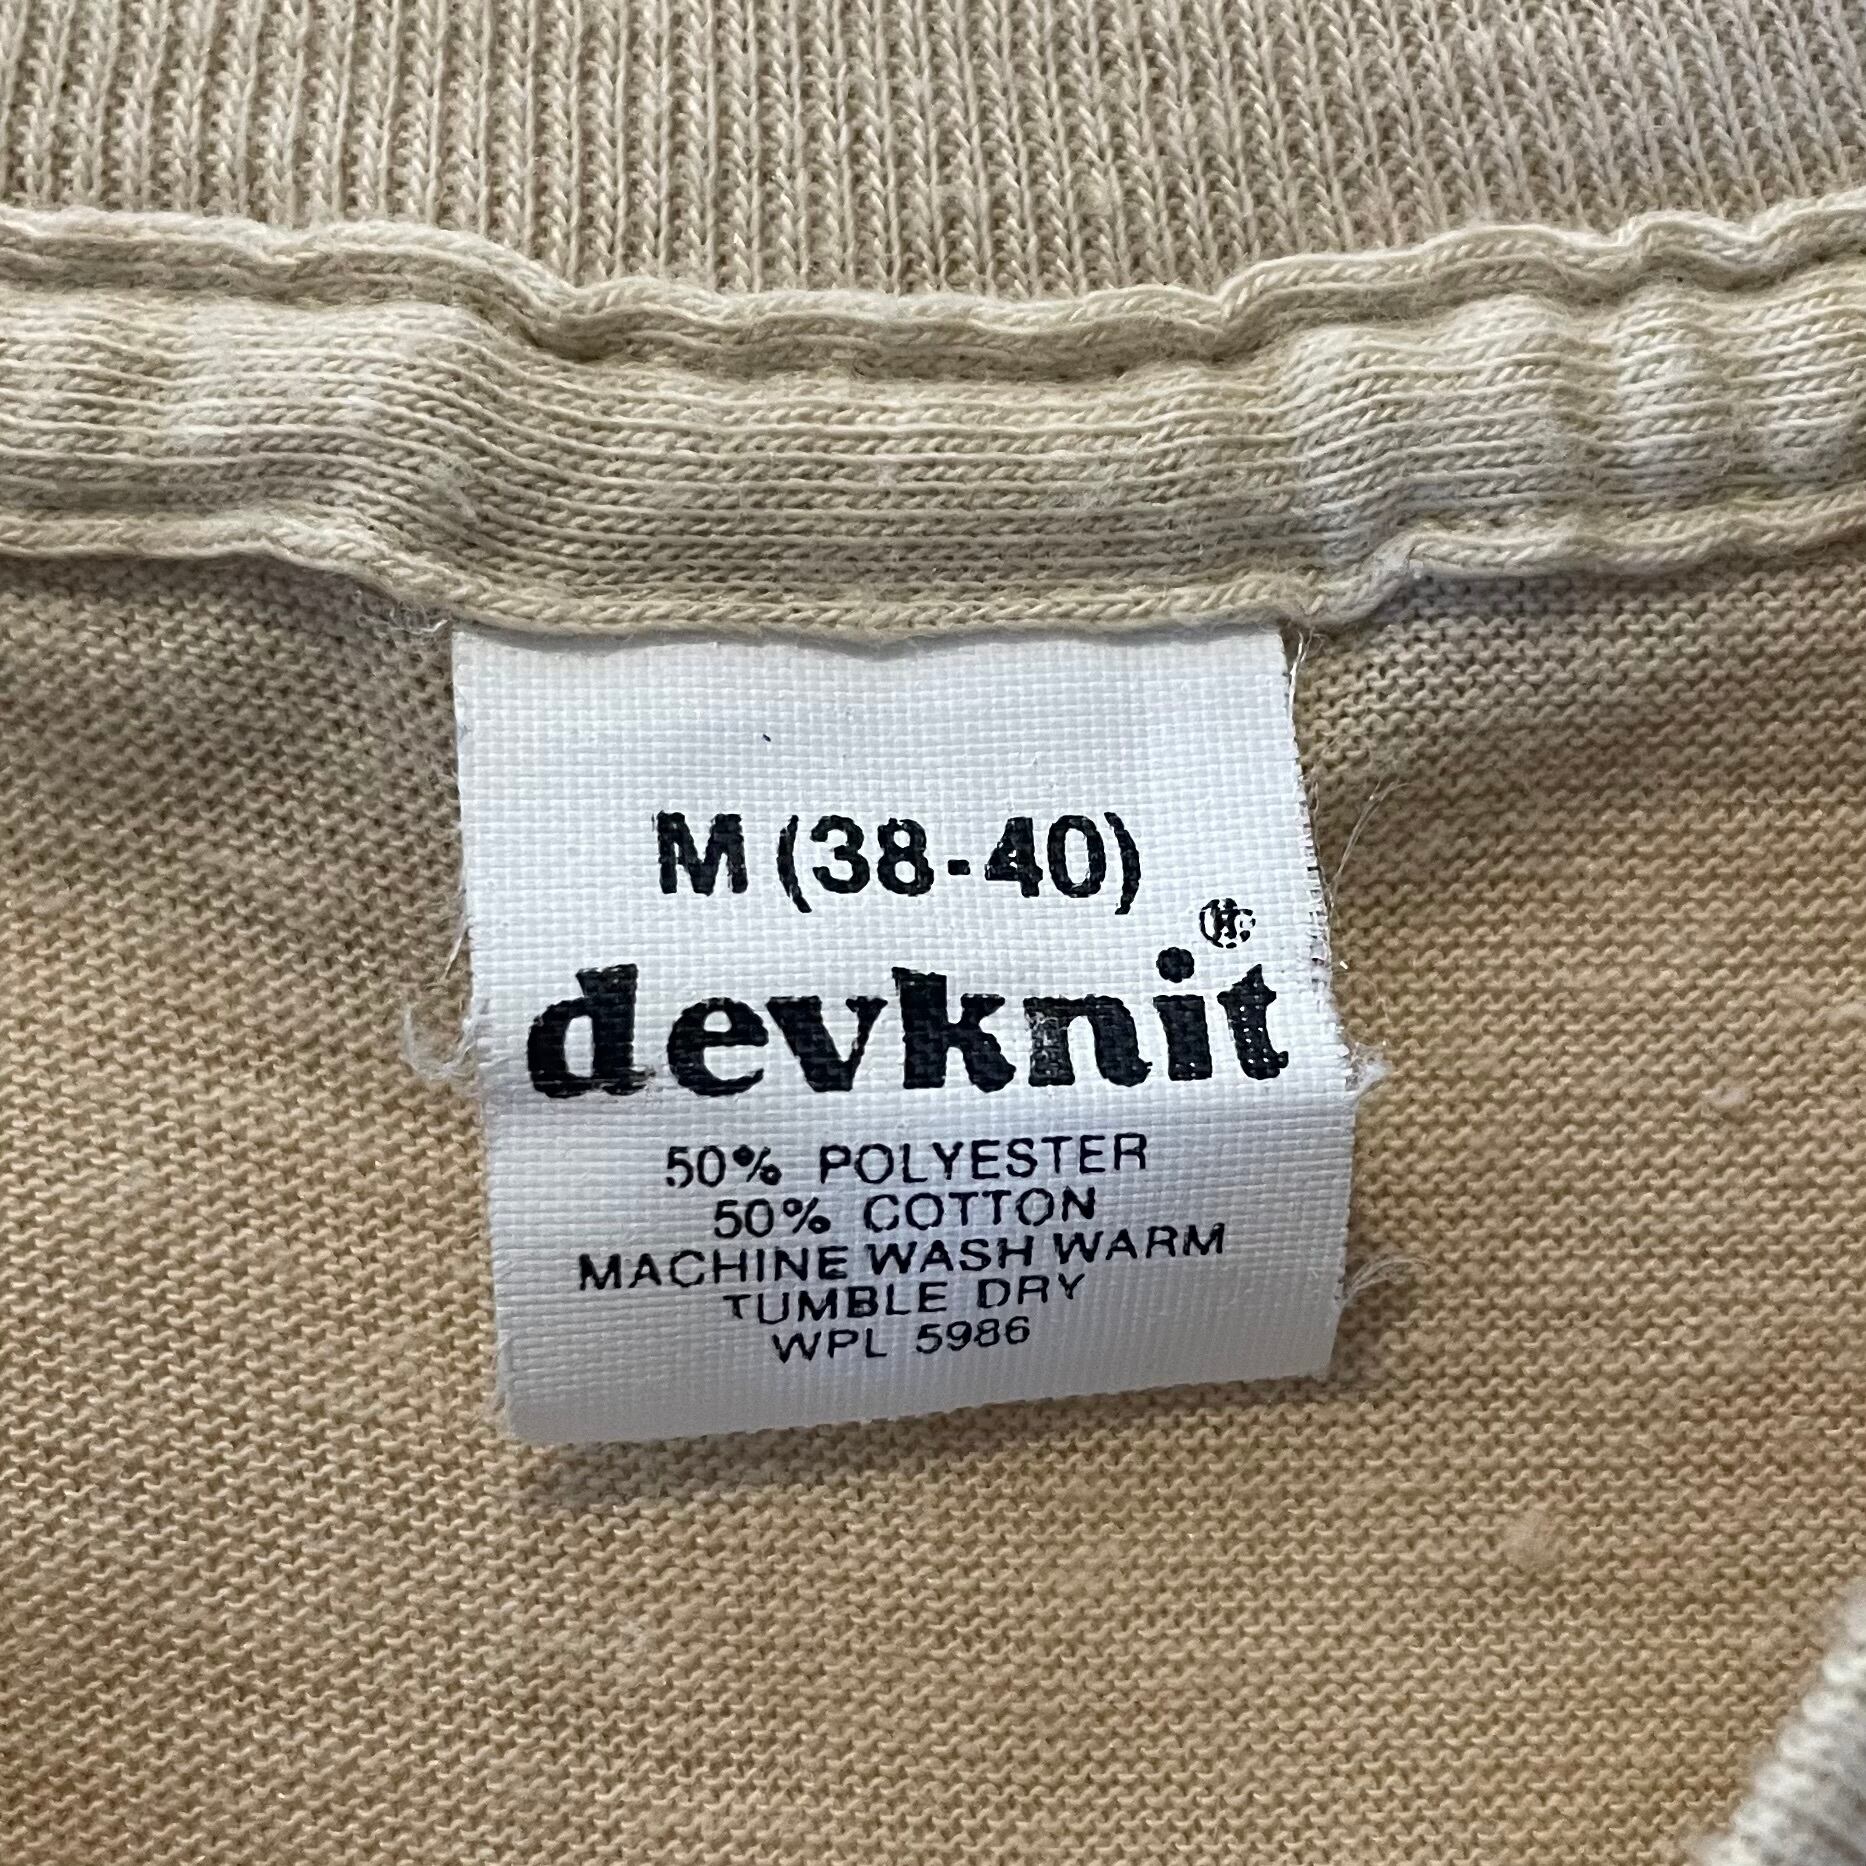 M (38-40)
devknit®
50% POLYESTER
50% COTTON
MACHINE WASH WARM
TUMBLE DRY
WPL 5986